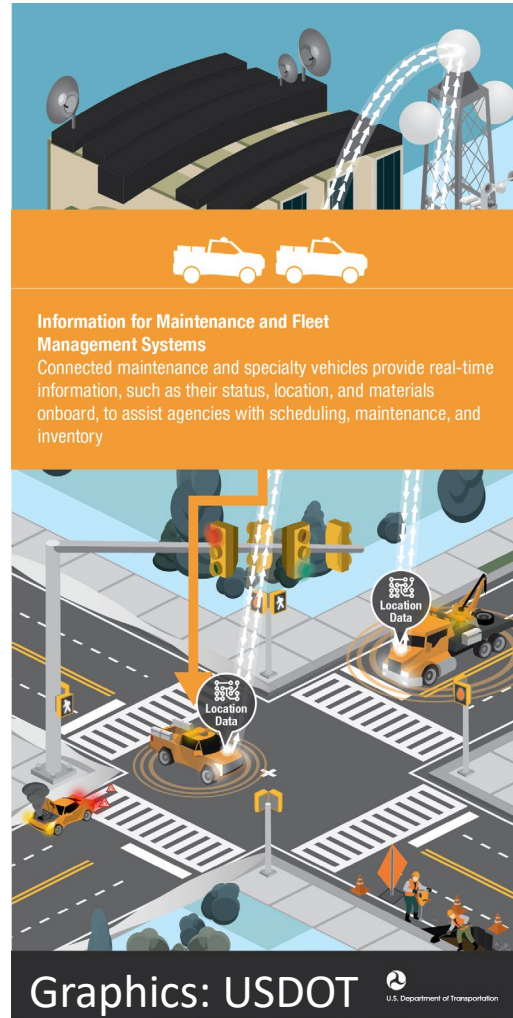 Information for Maintenance and Fleet
Management Systems
Connected maintenance and specialty vehicles provide real-time
information, such as their status, location, and materials
onboard, to assist agencies with scheduling, maintenance, and
inventory
Location
Data
Location
Data
Graphics: USDOT
U.S. Department of Transportation